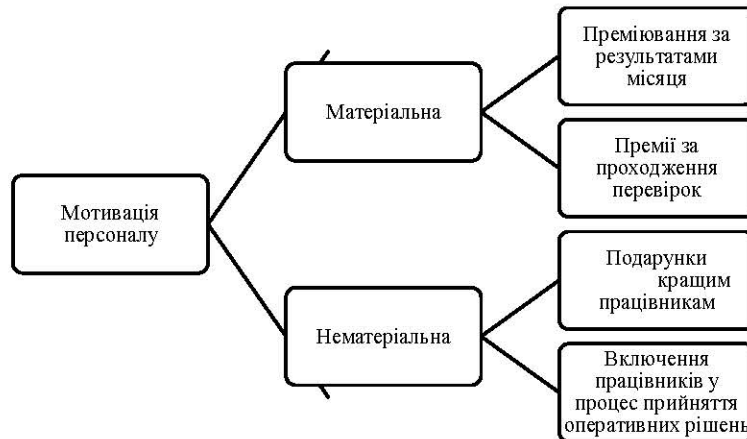 Мотивація
персоналу
Матеріальна
Преміювання за
результатами
місяця
Премії за
проходження
перевірок
Нематеріальна
Подарунки
кращим
працівникам
Включення
працівників у
процес прийняття
оперативних рішень